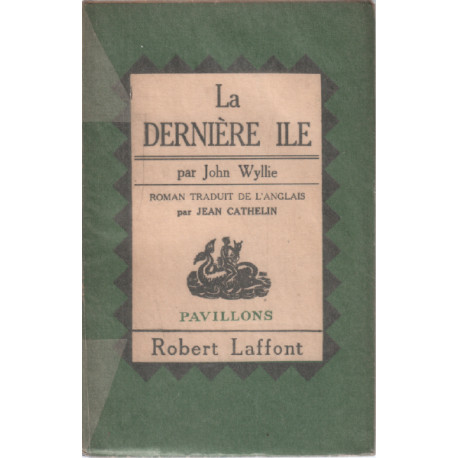 La
DERNIÈRE ILE
par John Wyllie
ROMAN TRADUIT DE L'ANGLAIS
par JEAN CATHELIN
PAVILLONS
Robert Laffont